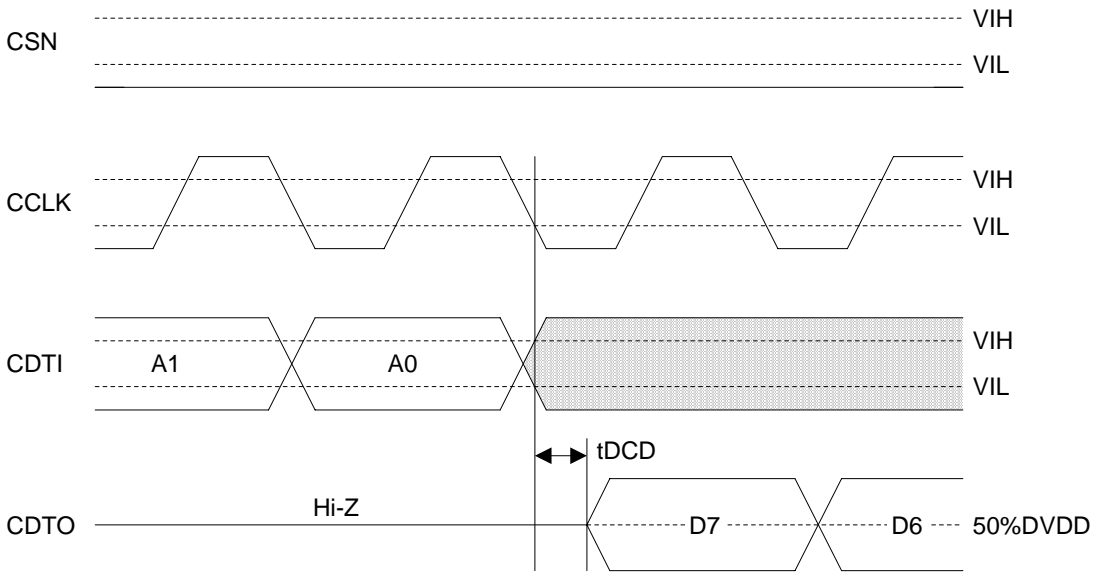 CSN
VIH
VIL
CCLK
VIH
VIL
CDTI
A1
A0
VIH
VIL
tDCD
CDTO
Hi-Z
D7
D6
50%DVDD